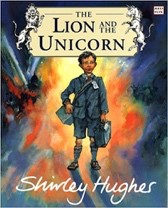 THE
LION AND THE
UNICORN
Shirley Hughes